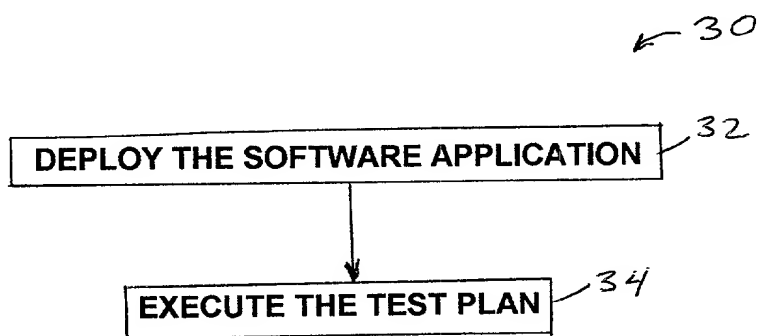 30
DEPLOY THE SOFTWARE APPLICATION
32
EXECUTE THE TEST PLAN
34